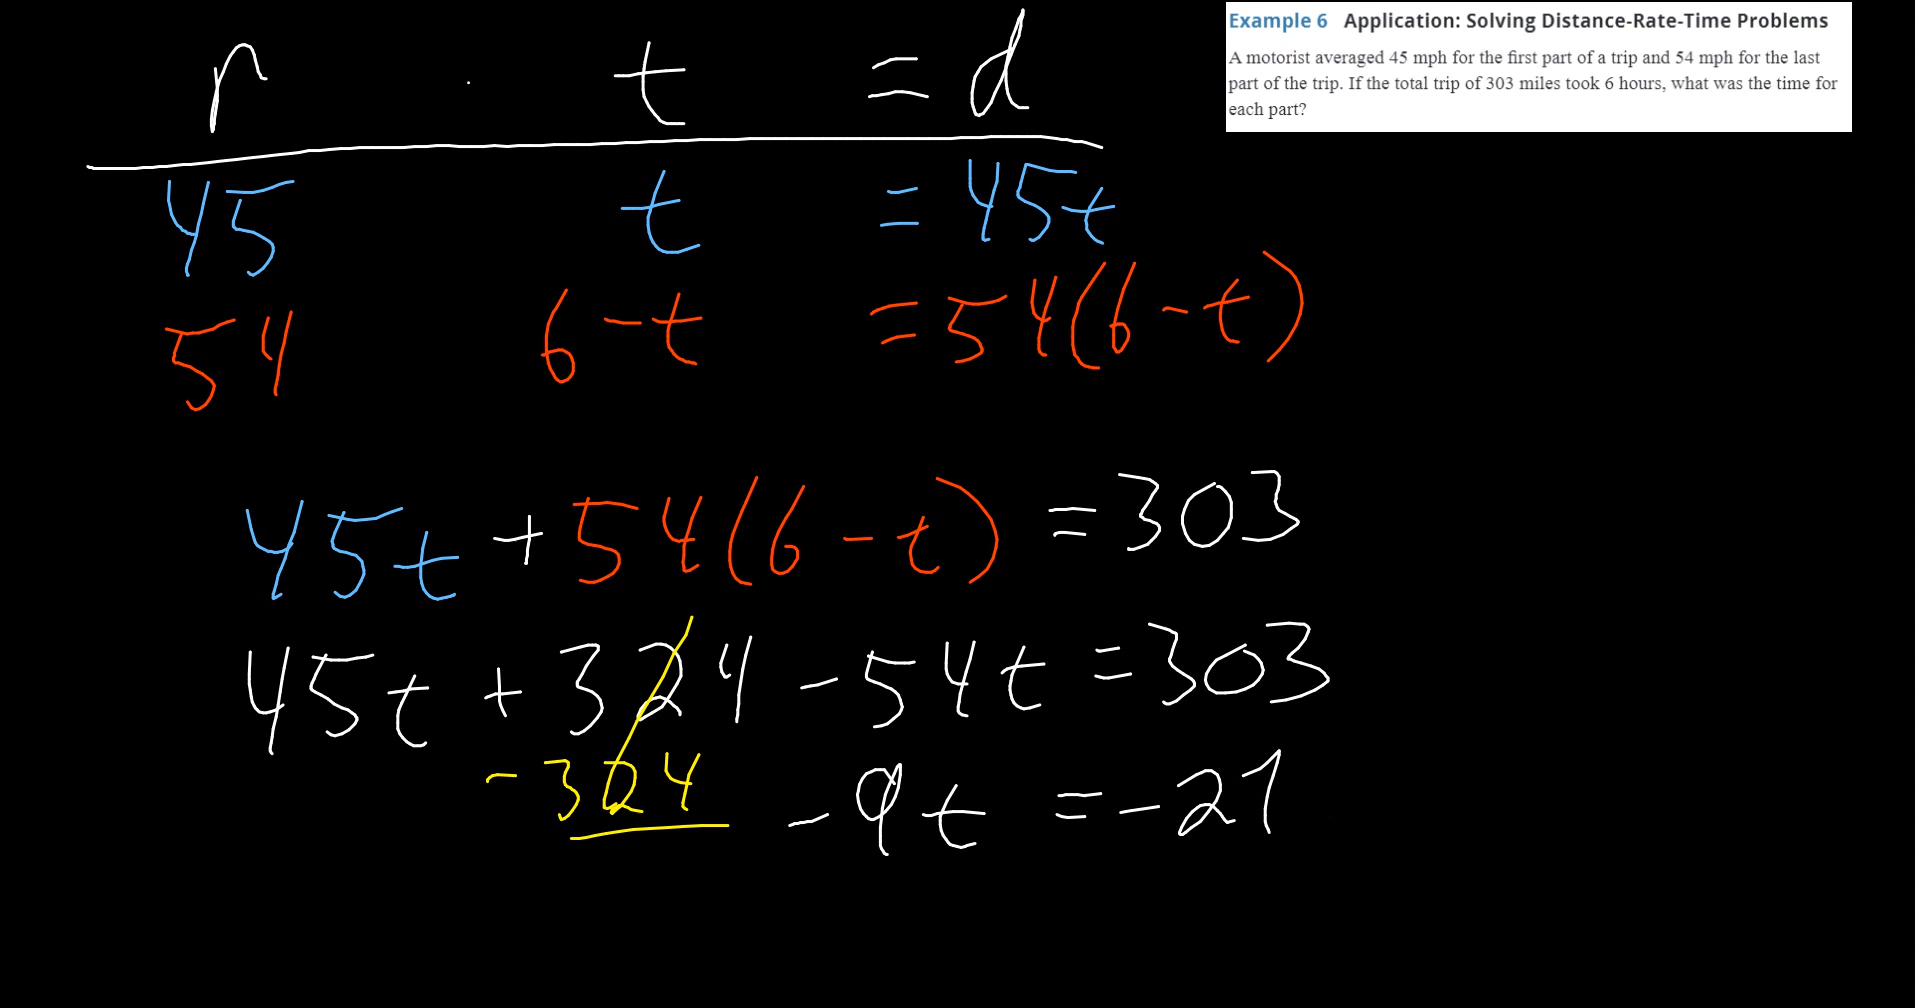 Example 6 Application: Solving Distance-Rate-Time Problems
A motorist averaged 45 mph for the first part of a trip and 54 mph for the last
part of the trip. If the total trip of 303 miles took 6 hours, what was the time for
each part?
r · t = d
45 t = 45t
54 6-t = 54(6-t)
45t + 54(6-t) = 303
45t + 324 - 54t = 303
-324 -9t = -21